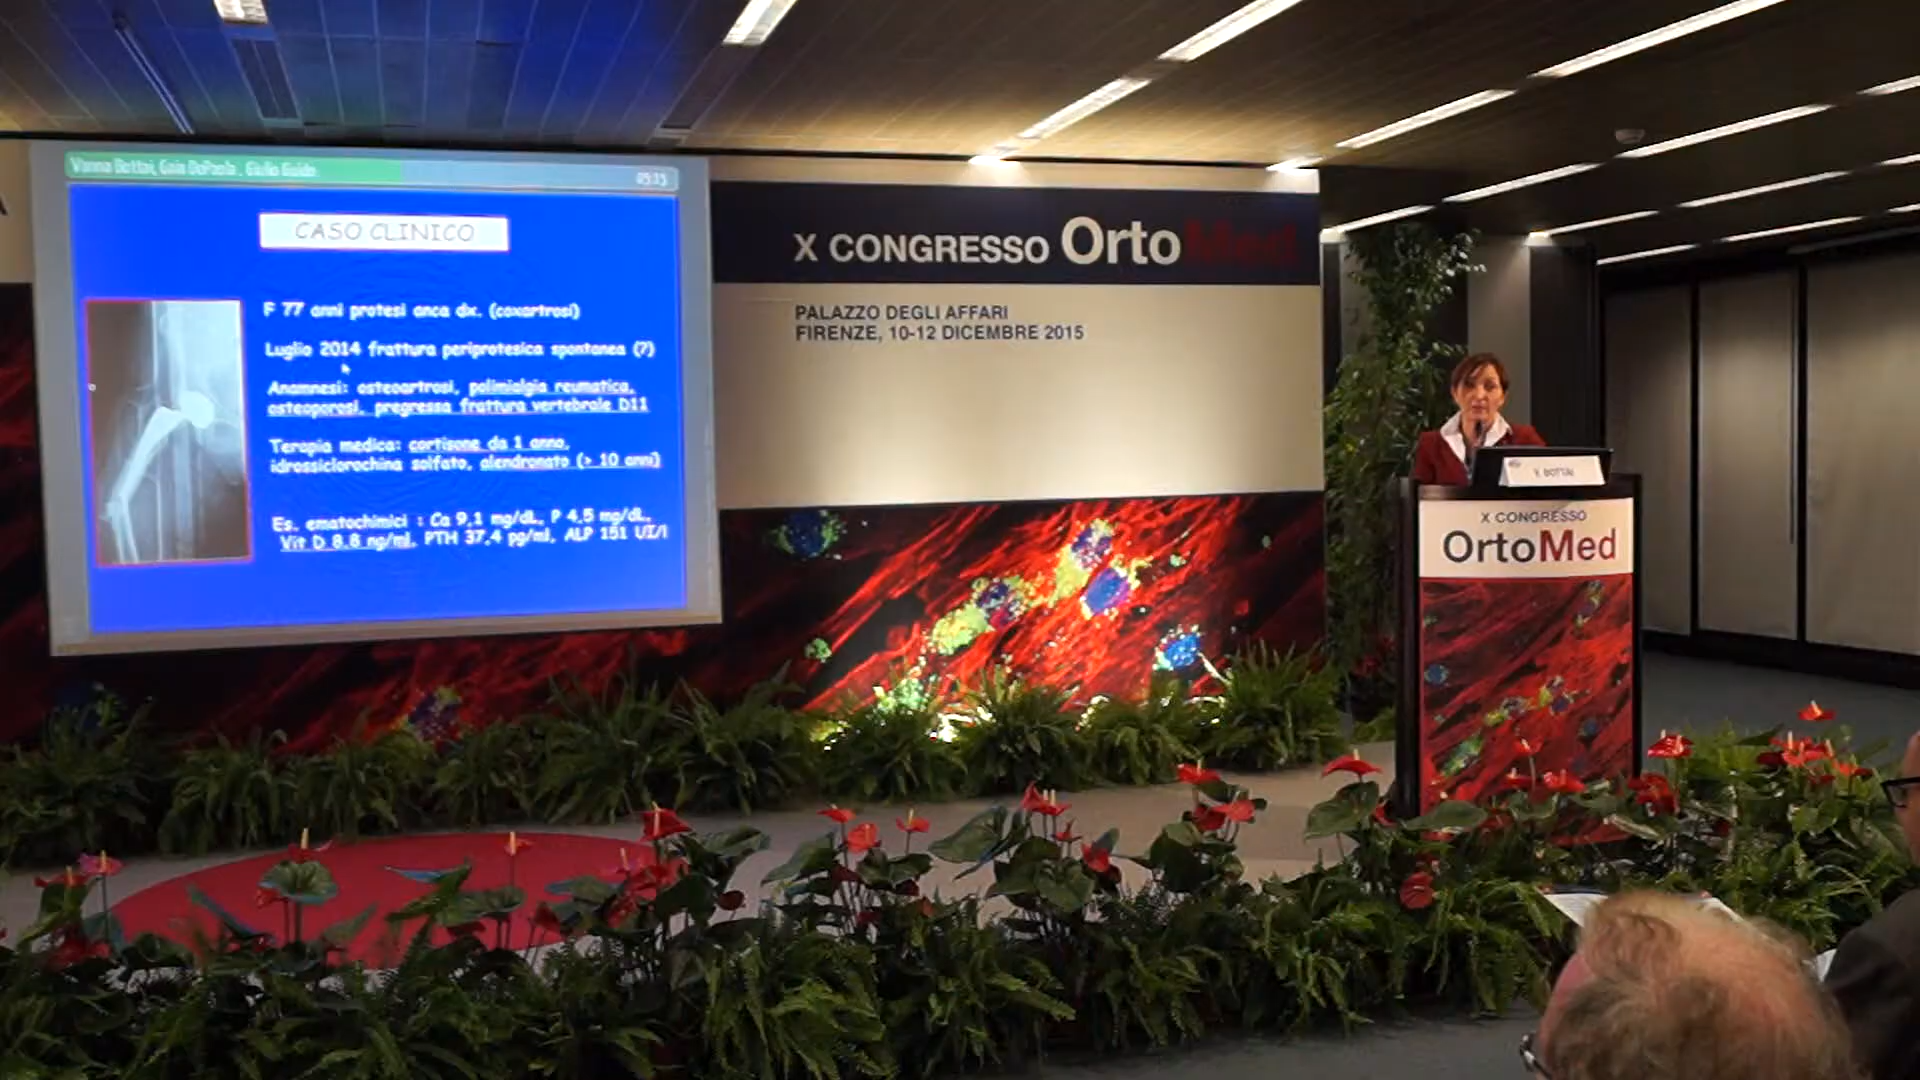 Vanna Bottai, Gaia DePaola, Giulio Guido
05:15
CASO CLINICO
F 77 anni protesi anca dx. (coxartrosi)
Luglio 2014 frattura periprotesica spontanea (?)
Anamnesi: osteoartrosi, polimialgia reumatica,
osteoporosi, pregressa frattura vertebrale D11
Terapia medica: cortisone da 1 anno,
idrossiclorochina solfato, alendronato (> 10 anni)
Es. ematochimici : Ca 9,1 mg/dL, P 4,5 mg/dL,
Vit D 8.8 ng/ml, PTH 37,4 pg/ml, ALP 151 UI/l
X CONGRESSO OrtoMed
PALAZZO DEGLI AFFARI
FIRENZE, 10-12 DICEMBRE 2015
V. BOTTAI
X CONGRESSO
OrtoMed